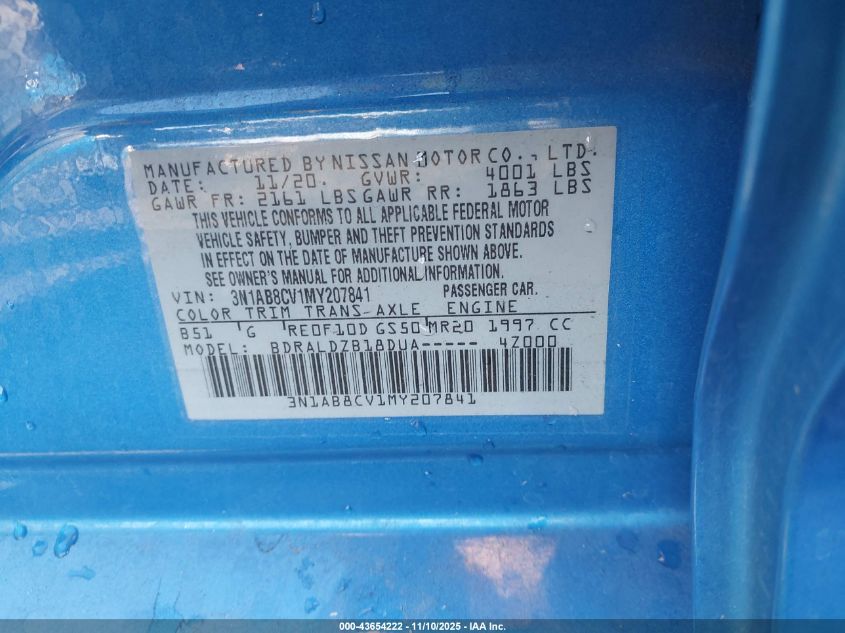 MANUFACTURED BY NISSAN MOTOR CO., LTD.
DATE: 11/20 GVWR: 4001 LBS
GAWR FR: 2161 LBS GAWR RR: 1863 LBS
THIS VEHICLE CONFORMS TO ALL APPLICABLE FEDERAL MOTOR
VEHICLE SAFETY, BUMPER AND THEFT PREVENTION STANDARDS
IN EFFECT ON THE DATE OF MANUFACTURE SHOWN ABOVE.
SEE OWNER'S MANUAL FOR ADDITIONAL INFORMATION.
VIN: 3N1AB8CV1MY207841 PASSENGER CAR.
COLOR TRIM TRANS-AXLE ENGINE
B51 G RE0F10D GS50 MR20 1997 CC
MODEL: BDRALDZB18DUA----- 4Z000
3N1AB8CV1MY207841
000-43654222 - 11/10/2025 - IAA Inc.